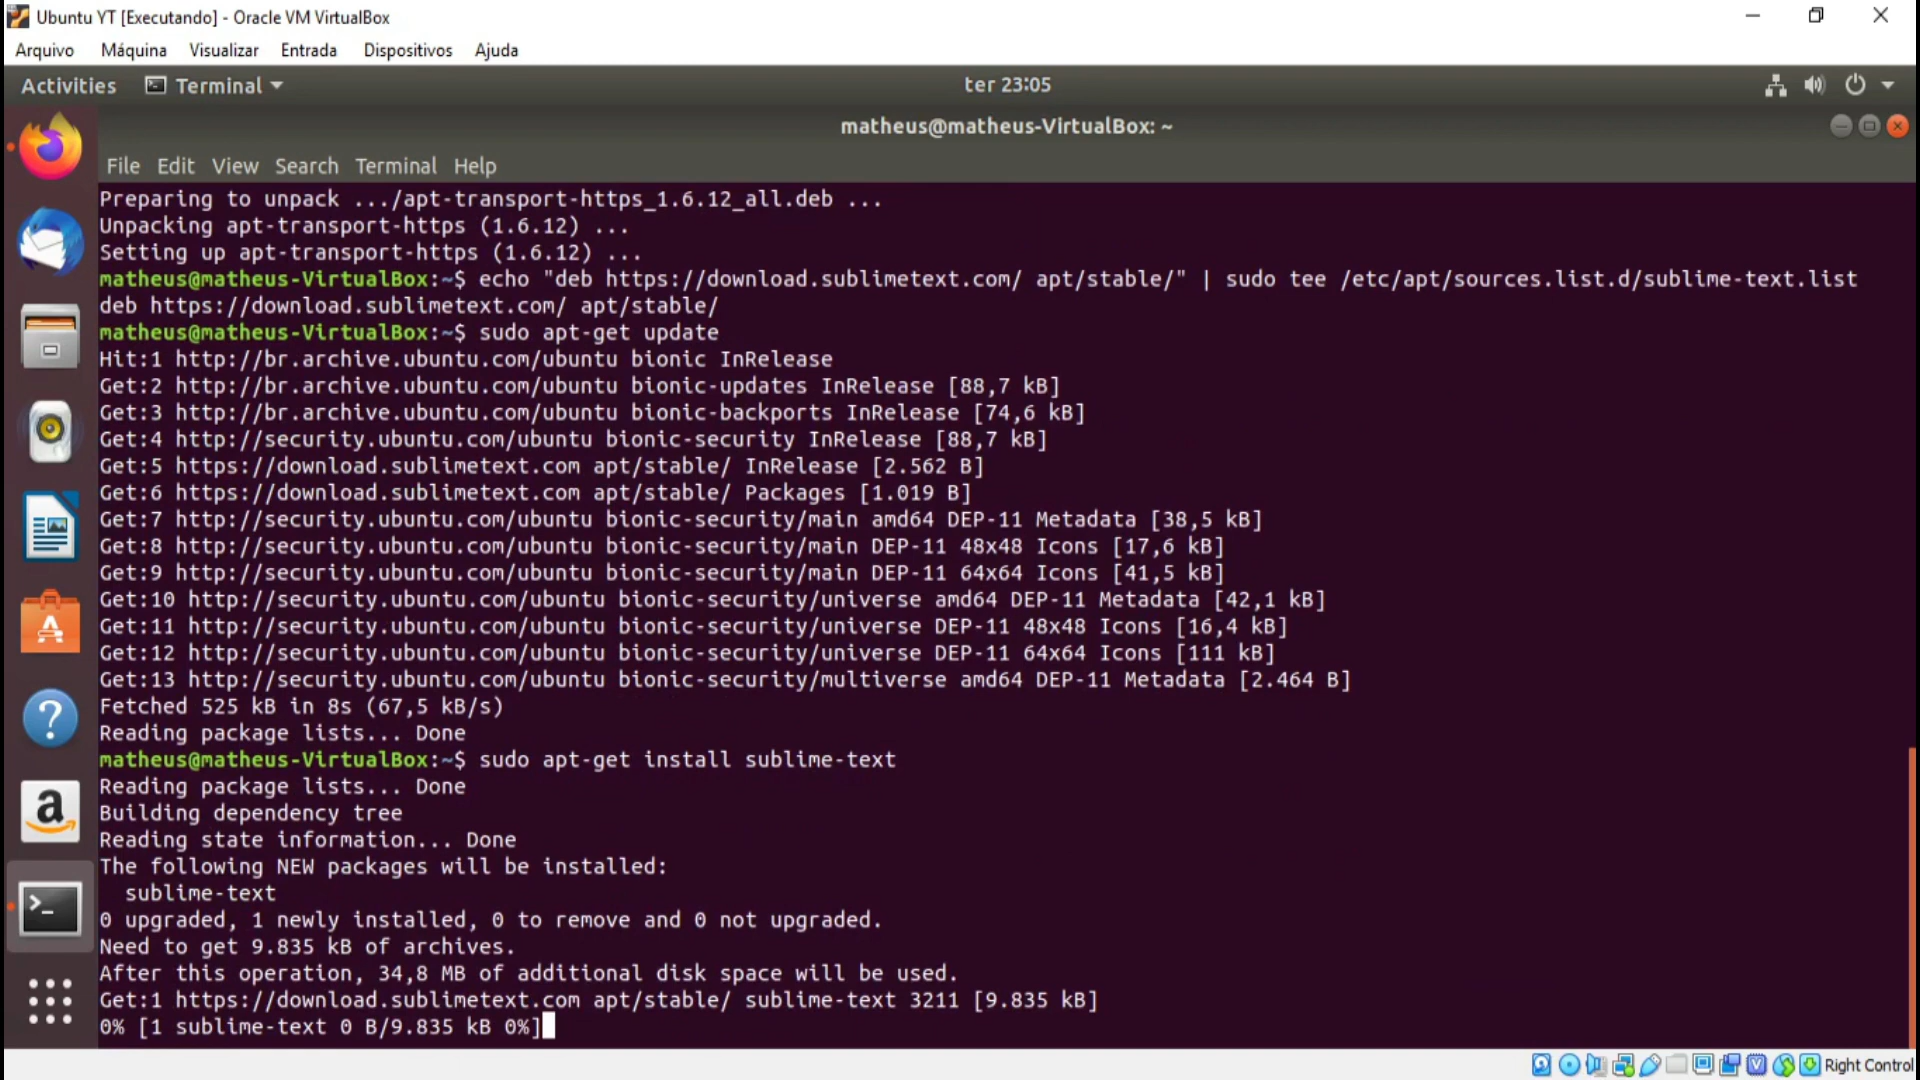 Ubuntu YT [Executando] - Oracle VM VirtualBox
Arquivo Máquina Visualizar Entrada Dispositivos Ajuda
Activities Terminal ter 23:05
matheus@matheus-VirtualBox: ~
File Edit View Search Terminal Help
Preparing to unpack .../apt-transport-https_1.6.12_all.deb ...
Unpacking apt-transport-https (1.6.12) ...
Setting up apt-transport-https (1.6.12) ...
matheus@matheus-VirtualBox:~$ echo "deb https://download.sublimetext.com/ apt/stable/" | sudo tee /etc/apt/sources.list.d/sublime-text.list
deb https://download.sublimetext.com/ apt/stable/
matheus@matheus-VirtualBox:~$ sudo apt-get update
Hit:1 http://br.archive.ubuntu.com/ubuntu bionic InRelease
Get:2 http://br.archive.ubuntu.com/ubuntu bionic-updates InRelease [88,7 kB]
Get:3 http://br.archive.ubuntu.com/ubuntu bionic-backports InRelease [74,6 kB]
Get:4 http://security.ubuntu.com/ubuntu bionic-security InRelease [88,7 kB]
Get:5 https://download.sublimetext.com apt/stable/ InRelease [2.562 B]
Get:6 https://download.sublimetext.com apt/stable/ Packages [1.019 B]
Get:7 http://security.ubuntu.com/ubuntu bionic-security/main amd64 DEP-11 Metadata [38,5 kB]
Get:8 http://security.ubuntu.com/ubuntu bionic-security/main DEP-11 48x48 Icons [17,6 kB]
Get:9 http://security.ubuntu.com/ubuntu bionic-security/main DEP-11 64x64 Icons [41,5 kB]
Get:10 http://security.ubuntu.com/ubuntu bionic-security/universe amd64 DEP-11 Metadata [42,1 kB]
Get:11 http://security.ubuntu.com/ubuntu bionic-security/universe DEP-11 48x48 Icons [16,4 kB]
Get:12 http://security.ubuntu.com/ubuntu bionic-security/universe DEP-11 64x64 Icons [111 kB]
Get:13 http://security.ubuntu.com/ubuntu bionic-security/multiverse amd64 DEP-11 Metadata [2.464 B]
Fetched 525 kB in 8s (67,5 kB/s)
Reading package lists... Done
matheus@matheus-VirtualBox:~$ sudo apt-get install sublime-text
Reading package lists... Done
Building dependency tree
Reading state information... Done
The following NEW packages will be installed:
  sublime-text
0 upgraded, 1 newly installed, 0 to remove and 0 not upgraded.
Need to get 9.835 kB of archives.
After this operation, 34,8 MB of additional disk space will be used.
Get:1 https://download.sublimetext.com apt/stable/ sublime-text 3211 [9.835 kB]
0% [1 sublime-text 0 B/9.835 kB 0%]
Right Control